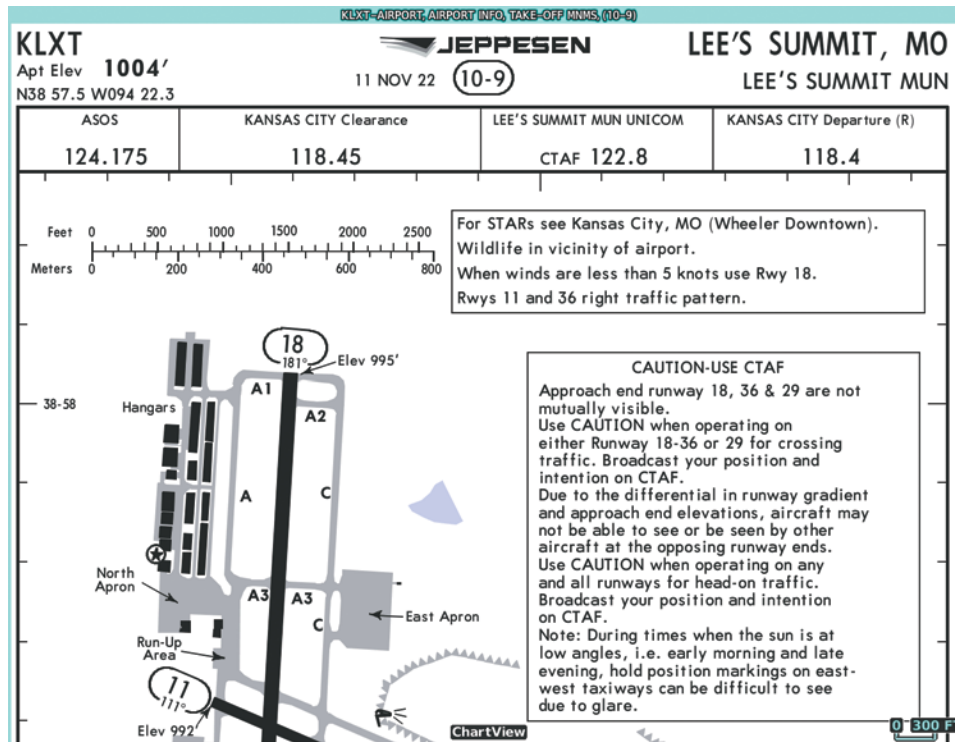 KLXT-AIRPORT, AIRPORT INFO, TAKE-OFF MNMS, (10-9)
KLXT
Apt Elev 1004'
N38 57.5 W094 22.3
JEPPESEN
11 NOV 22 10-9
LEE'S SUMMIT, MO
LEE'S SUMMIT MUN
ASOS
124.175
KANSAS CITY Clearance
118.45
LEE'S SUMMIT MUN UNICOM
CTAF 122.8
KANSAS CITY Departure (R)
118.4
Feet 0 500 1000 1500 2000 2500
Meters 0 200 400 600 800
For STARs see Kansas City, MO (Wheeler Downtown).
Wildlife in vicinity of airport.
When winds are less than 5 knots use Rwy 18.
Rwys 11 and 36 right traffic pattern.
CAUTION-USE CTAF
Approach end runway 18, 36 & 29 are not
mutually visible.
Use CAUTION when operating on
either Runway 18-36 or 29 for crossing
traffic. Broadcast your position and
intention on CTAF.
Due to the differential in runway gradient
and approach end elevations, aircraft may
not be able to see or be seen by other
aircraft at the opposing runway ends.
Use CAUTION when operating on any
and all runways for head-on traffic.
Broadcast your position and intention
on CTAF.
Note: During times when the sun is at
low angles, i.e. early morning and late
evening, hold position markings on east-
west taxiways can be difficult to see
due to glare.
18
181°
Elev 995'
A1
A2
38-58
Hangars
A
C
North
Apron
A3 A3
C
East Apron
Run-Up
Area
11
111°
Elev 992'
ChartView
0 300 F